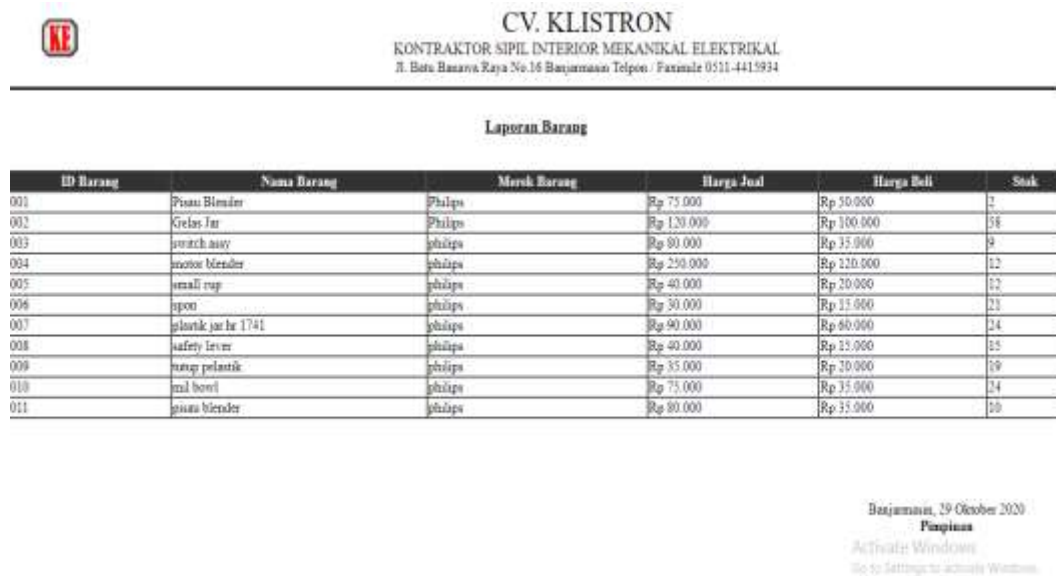 KE
CV. KLISTRON
KONTRAKTOR SIPIL INTERIOR MEKANIKAL ELEKTRIKAL
Jl. Batu Banawa Raya No.16 Banjarmasin Telpon / Faximile 0511-4415934
Laporan Barang
ID Barang Nama Barang Merek Barang Harga Jual Harga Beli Stok
001 Pisau Blender Philips Rp 75.000 Rp 50.000 2
002 Gelas Jar Philips Rp 120.000 Rp 100.000 58
003 switch assy philips Rp 80.000 Rp 35.000 9
004 motor blender philips Rp 250.000 Rp 120.000 12
005 small cup philips Rp 40.000 Rp 20.000 12
006 spon philips Rp 30.000 Rp 15.000 21
007 plastik jar hr 1741 philips Rp 90.000 Rp 60.000 24
008 safety lever philips Rp 40.000 Rp 15.000 15
009 tutup pelastik philips Rp 35.000 Rp 20.000 19
010 mil bowl philips Rp 75.000 Rp 35.000 24
011 pisau blender philips Rp 80.000 Rp 35.000 10
Banjarmasin, 29 Oktober 2020
Pimpinan
Activate Windows
Go to Settings to activate Windows.